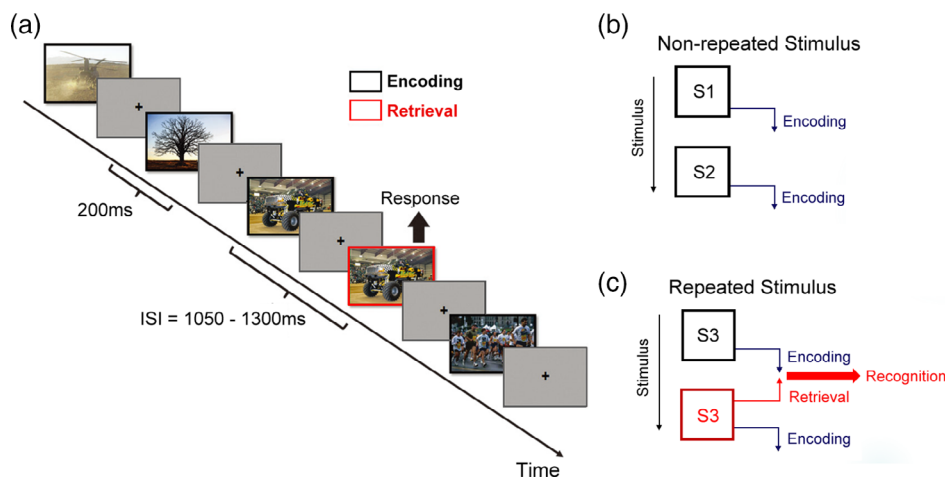 (a)
Encoding
Retrieval
200ms
Response
ISI = 1050 - 1300ms
Time
(b)
Non-repeated Stimulus
Stimulus
S1
Encoding
S2
Encoding
(c)
Repeated Stimulus
Stimulus
S3
Encoding
Recognition
Retrieval
S3
Encoding